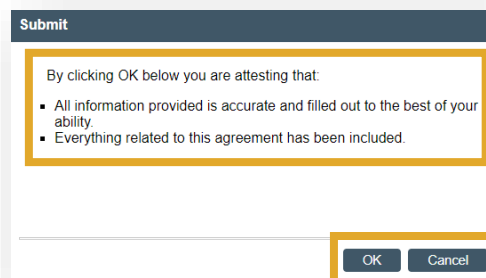 Submit
By clicking OK below you are attesting that:
▪ All information provided is accurate and filled out to the best of your
ability.
▪ Everything related to this agreement has been included.
OK Cancel